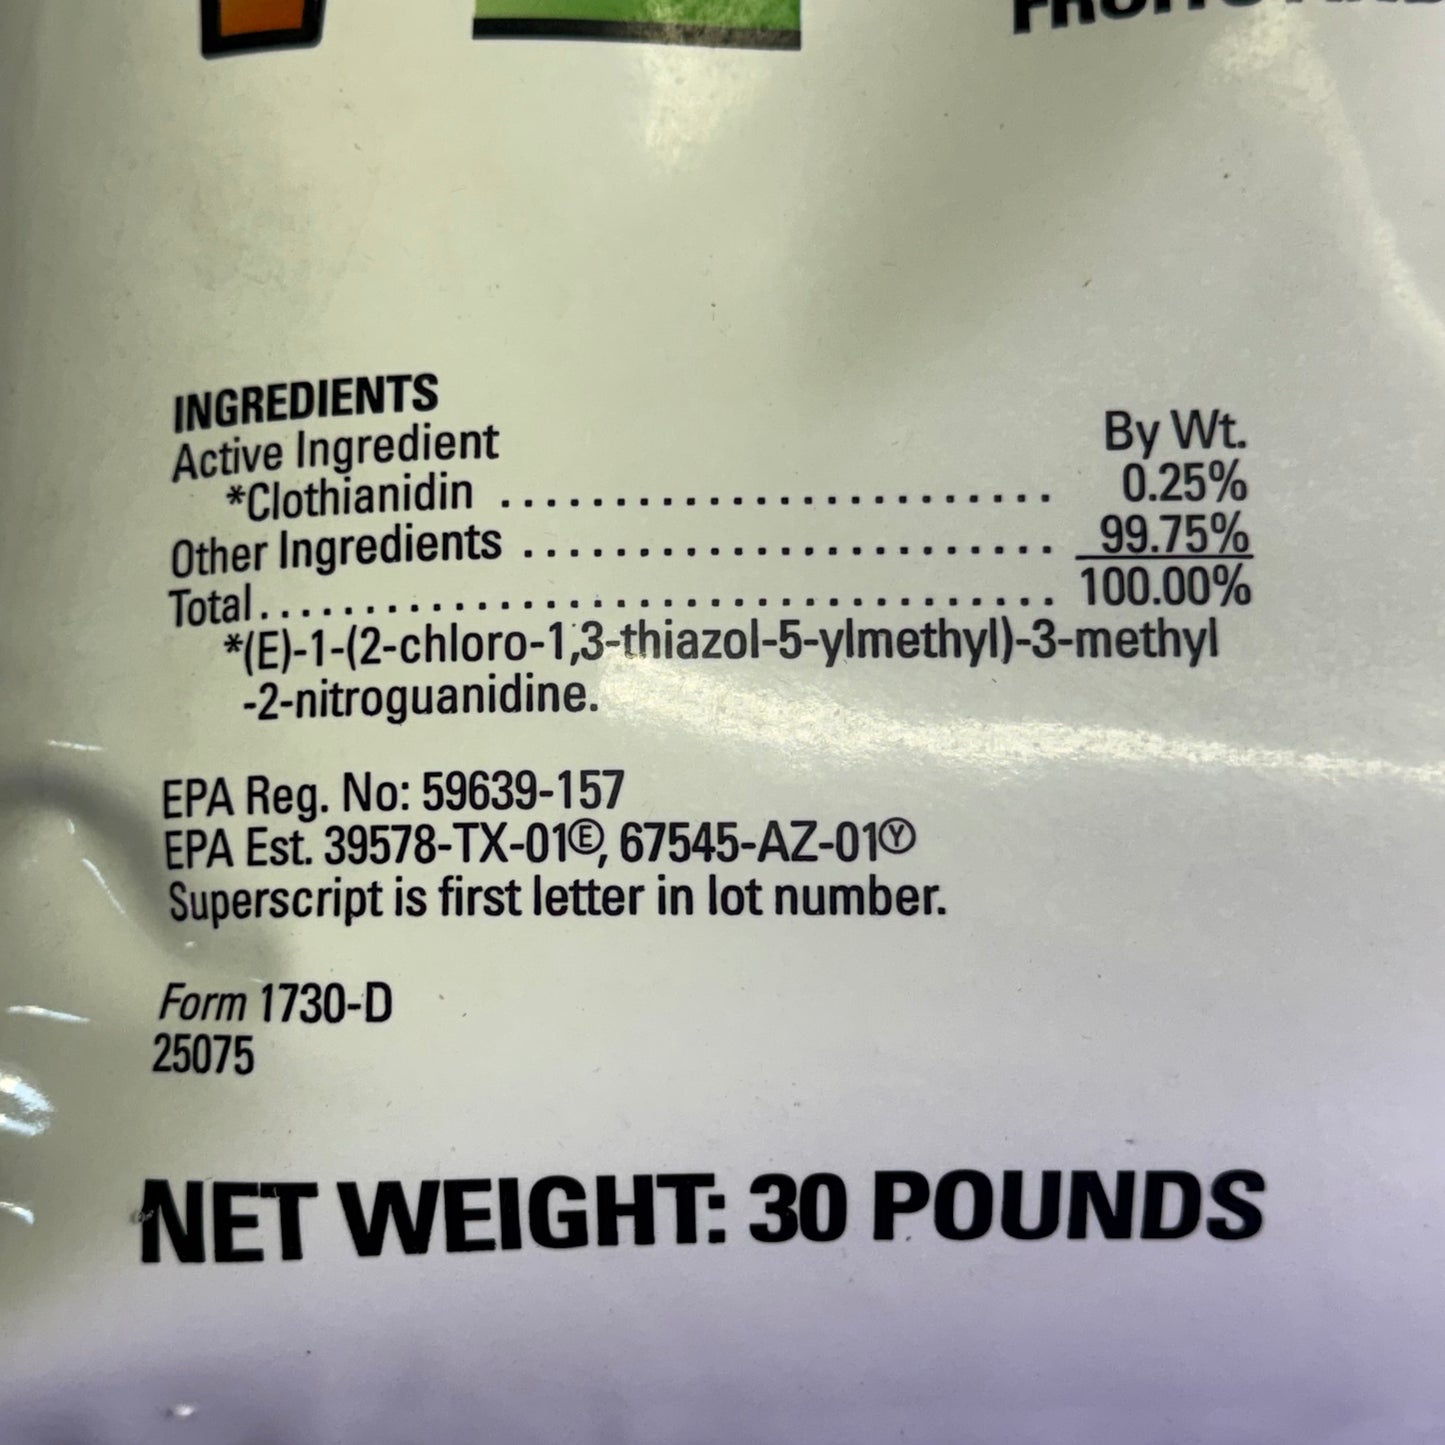 INGREDIENTS
Active Ingredient By Wt.
*Clothianidin ........................ 0.25%
Other Ingredients ....................... 99.75%
Total................................... 100.00%
*(E)-1-(2-chloro-1,3-thiazol-5-ylmethyl)-3-methyl
-2-nitroguanidine.
EPA Reg. No: 59639-157
EPA Est. 39578-TX-01Ⓔ, 67545-AZ-01Ⓨ
Superscript is first letter in lot number.
Form 1730-D
25075
NET WEIGHT: 30 POUNDS